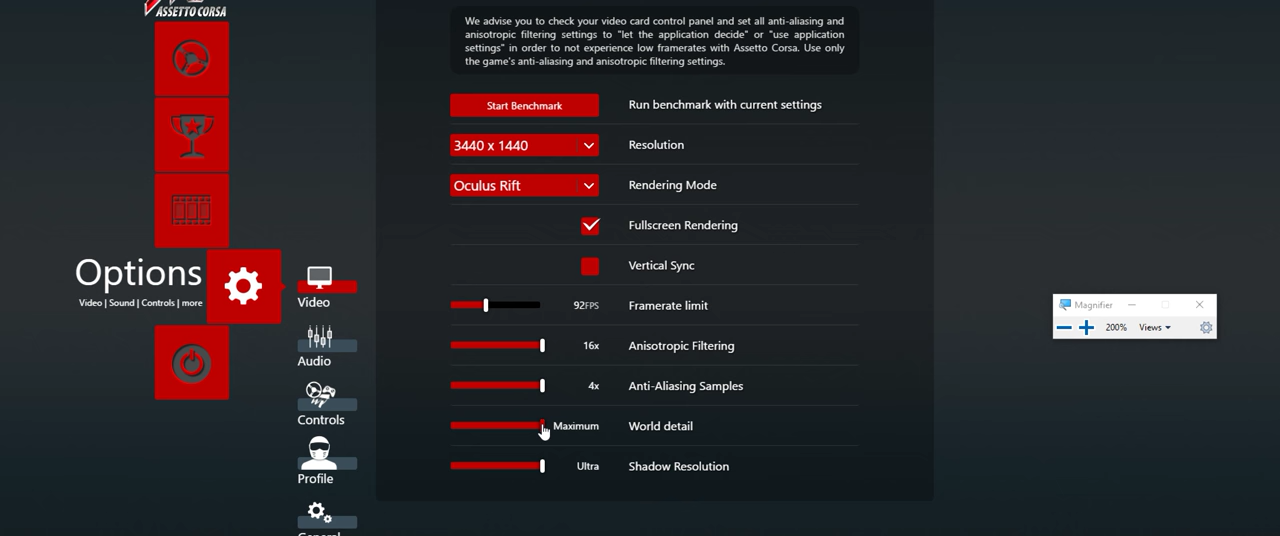 ASSETTO CORSA
We advise you to check your video card control panel and set all anti-aliasing and
anisotropic filtering settings to "let the application decide" or "use application
settings" in order to not experience low framerates with Assetto Corsa. Use only
the game's anti-aliasing and anisotropic filtering settings.
Start Benchmark Run benchmark with current settings
3440 x 1440 Resolution
Oculus Rift Rendering Mode
Fullscreen Rendering
Vertical Sync
92FPS Framerate limit
16x Anisotropic Filtering
4x Anti-Aliasing Samples
Maximum World detail
Ultra Shadow Resolution
Options
Video | Sound | Controls | more
Video
Audio
Controls
Profile
General
Magnifier
200% Views